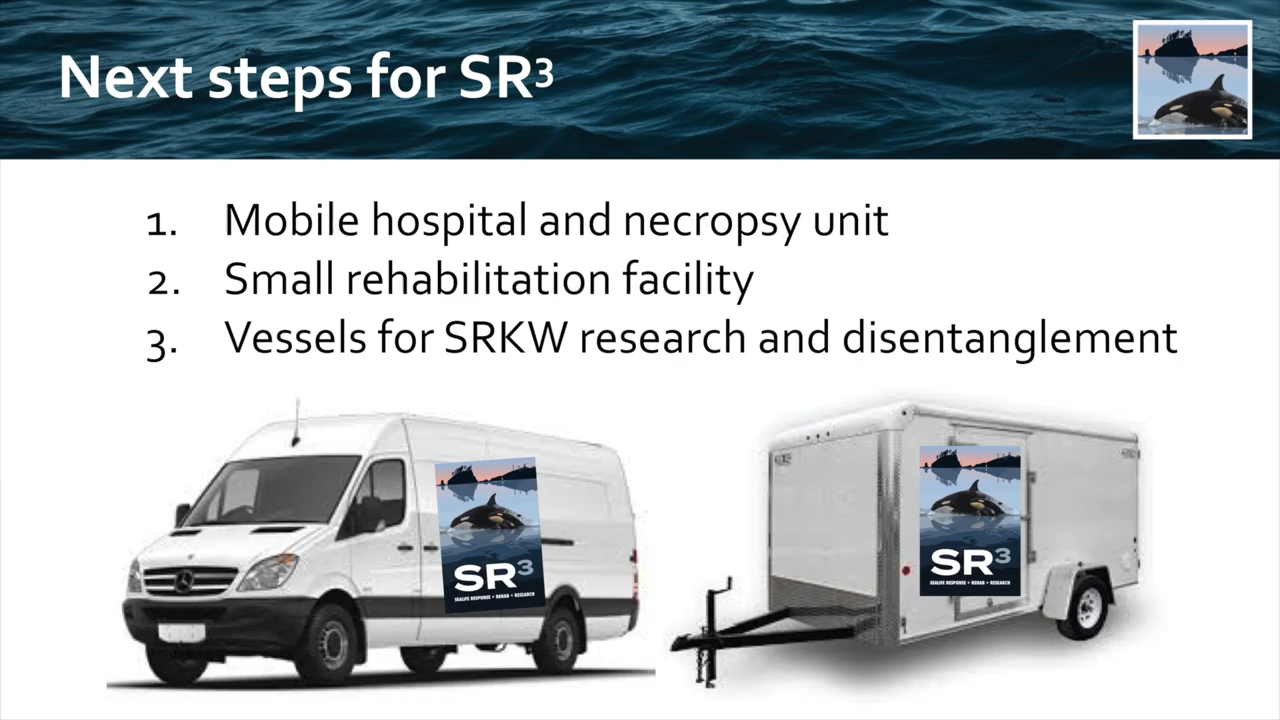 Next steps for SR³
1. Mobile hospital and necropsy unit
2. Small rehabilitation facility
3. Vessels for SRKW research and disentanglement
SR³
SEALIFE RESPONSE • REHAB • RESEARCH
SR³
SEALIFE RESPONSE • REHAB • RESEARCH